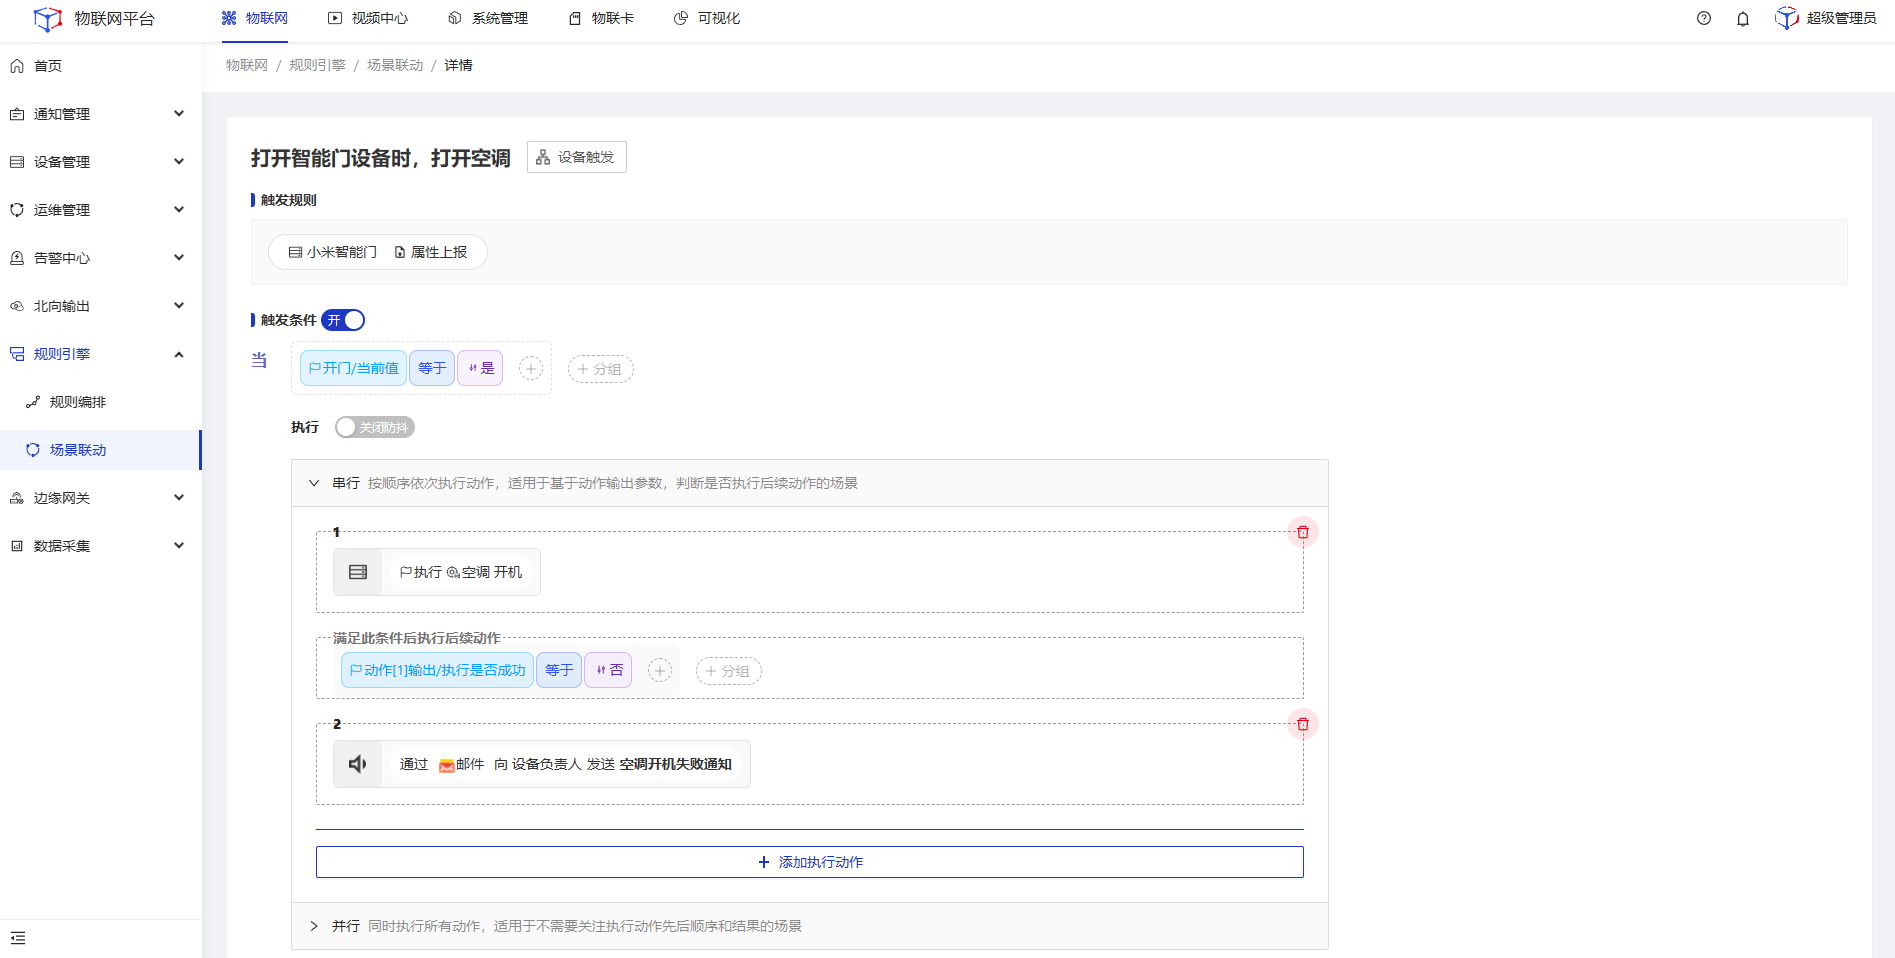 物联网平台
物联网
视频中心
系统管理
物联卡
可视化
超级管理员
首页
通知管理
设备管理
运维管理
告警中心
北向输出
规则引擎
规则编排
场景联动
边缘网关
数据采集
物联网 / 规则引擎 / 场景联动 / 详情
打开智能门设备时，打开空调 设备触发
触发规则
小米智能门 属性上报
触发条件 开
当 开门/当前值 等于 是 + 分组
执行 关闭防抖
串行 按顺序依次执行动作，适用于基于动作输出参数，判断是否执行后续动作的场景
1
执行 空调 开机
满足此条件后执行后续动作
动作[1]输出/执行是否成功 等于 否 + 分组
2
通过 邮件 向 设备负责人 发送 空调开机失败通知
+ 添加执行动作
并行 同时执行所有动作，适用于不需要关注执行动作先后顺序和结果的场景